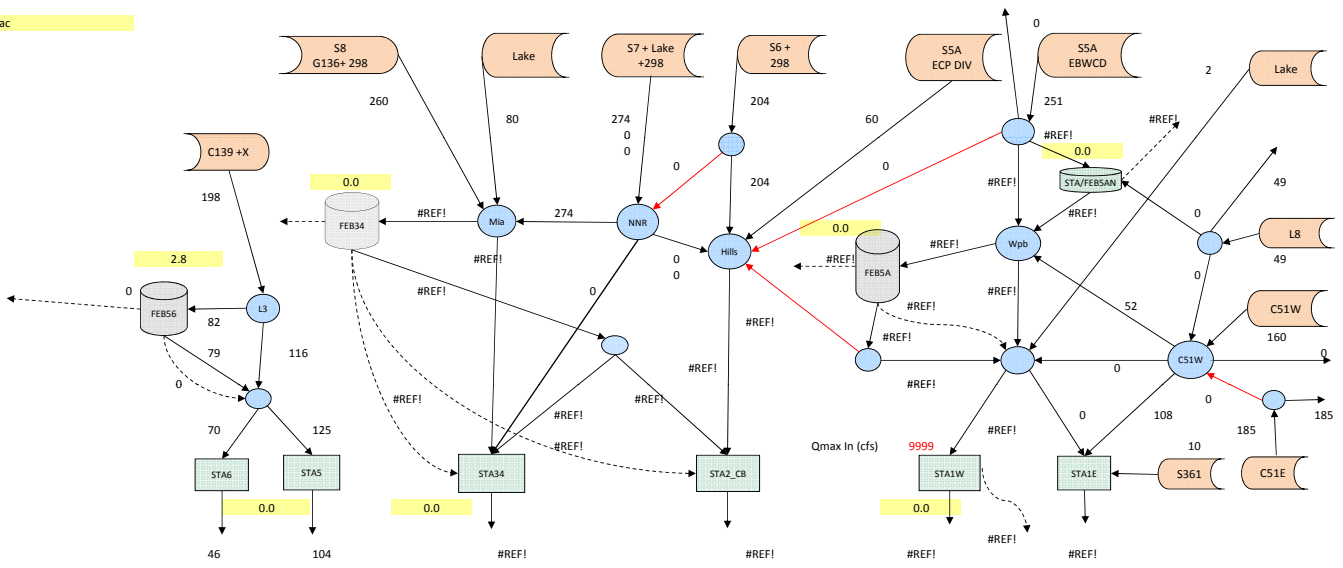 ac
0
S8
G136+ 298
Lake
S7 + Lake
+298
S6 +
298
S5A
ECP DIV
S5A
EBWCD
2
Lake
260
80
274
0
0
204
60
251
#REF!
#REF!
0.0
C139 +X
198
0.0
0
204
0
STA/FEB5AN
49
#REF!
#REF!
0
L8
49
FEB34
#REF!
Mia
274
NNR
Hills
0.0
#REF!
Wpb
2.8
0
FEB56
82
L3
#REF!
#REF!
0
0
0
FEB5A
#REF!
#REF!
0
52
C51W
160
79
116
0
#REF!
#REF!
#REF!
#REF!
0
C51W
0
0
185
185
#REF!
#REF!
#REF!
#REF!
70
125
Qmax In (cfs)
9999
#REF!
0
108
10
STA6
STA5
STA34
STA2_CB
STA1W
STA1E
S361
C51E
0.0
0.0
0.0
46
104
#REF!
#REF!
#REF!
#REF!
#REF!